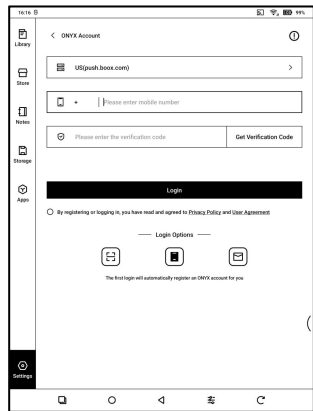 16:16
99%
Library
Store
Notes
Storage
Apps
Settings
ONYX Account
US(push.boox.com)
+ Please enter mobile number
Please enter the verification code Get Verification Code
Login
By registering or logging in, you have read and agreed to Privacy Policy and User Agreement
Login Options
The first login will automatically register an ONYX account for you